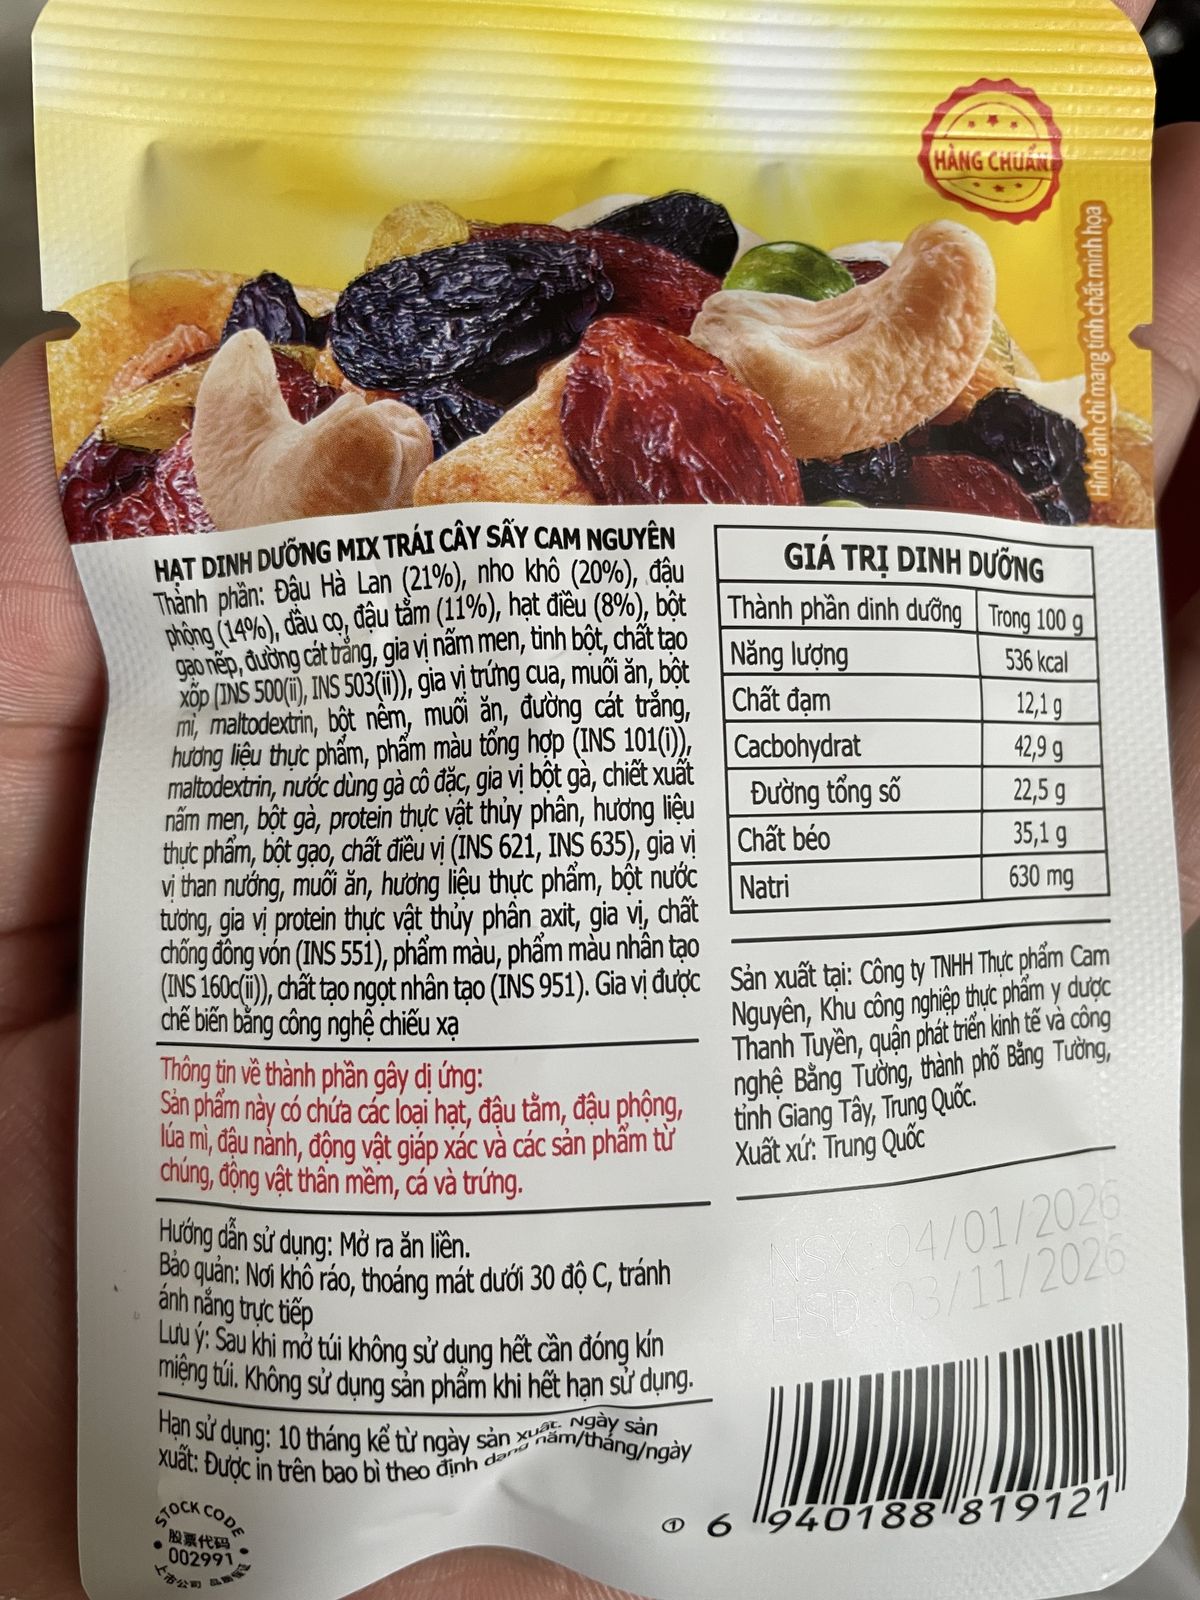 HÀNG CHUẨN
Hình ảnh chỉ mang tính chất minh họa
HẠT DINH DƯỠNG MIX TRÁI CÂY SẤY CAM NGUYÊN
Thành phần: Đậu Hà Lan (21%), nho khô (20%), đậu
phộng (14%), dầu cọ, đậu tằm (11%), hạt điều (8%), bột
gạo nếp, đường cát trắng, gia vị nấm men, tinh bột, chất tạo
xốp (INS 500(ii), INS 503(ii)), gia vị trứng cua, muối ăn, bột
mì, maltodextrin, bột nêm, muối ăn, đường cát trắng,
hương liệu thực phẩm, phẩm màu tổng hợp (INS 101(i)),
maltodextrin, nước dùng gà cô đặc, gia vị bột gà, chiết xuất
nấm men, bột gà, protein thực vật thủy phân, hương liệu
thực phẩm, bột gạo, chất điều vị (INS 621, INS 635), gia vị
vị than nướng, muối ăn, hương liệu thực phẩm, bột nước
tương, gia vị protein thực vật thủy phân axit, gia vị, chất
chống đông vón (INS 551), phẩm màu, phẩm màu nhân tạo
(INS 160c(ii)), chất tạo ngọt nhân tạo (INS 951). Gia vị được
chế biến bằng công nghệ chiếu xạ
Thông tin về thành phần gây dị ứng:
Sản phẩm này có chứa các loại hạt, đậu tằm, đậu phộng,
lúa mì, đậu nành, động vật giáp xác và các sản phẩm từ
chúng, động vật thân mềm, cá và trứng.
Hướng dẫn sử dụng: Mở ra ăn liền.
Bảo quản: Nơi khô ráo, thoáng mát dưới 30 độ C, tránh
ánh nắng trực tiếp
Lưu ý: Sau khi mở túi không sử dụng hết cần đóng kín
miệng túi. Không sử dụng sản phẩm khi hết hạn sử dụng.
Hạn sử dụng: 10 tháng kể từ ngày sản xuất. Ngày sản
xuất: Được in trên bao bì theo định dạng năm/tháng/ngày
STOCK CODE
股票代码
002991
上市公司
GIÁ TRỊ DINH DƯỠNG
Thành phần dinh dưỡng Trong 100 g
Năng lượng 536 kcal
Chất đạm 12,1 g
Cacbohydrat 42,9 g
Đường tổng số 22,5 g
Chất béo 35,1 g
Natri 630 mg
Sản xuất tại: Công ty TNHH Thực phẩm Cam
Nguyên, Khu công nghiệp thực phẩm y dược
Thanh Tuyền, quận phát triển kinh tế và công
nghệ Bằng Tường, thành phố Bằng Tường,
tỉnh Giang Tây, Trung Quốc.
Xuất xứ: Trung Quốc
NSX: 04/01/2026
HSD: 03/11/2026
① 6 940188 819121